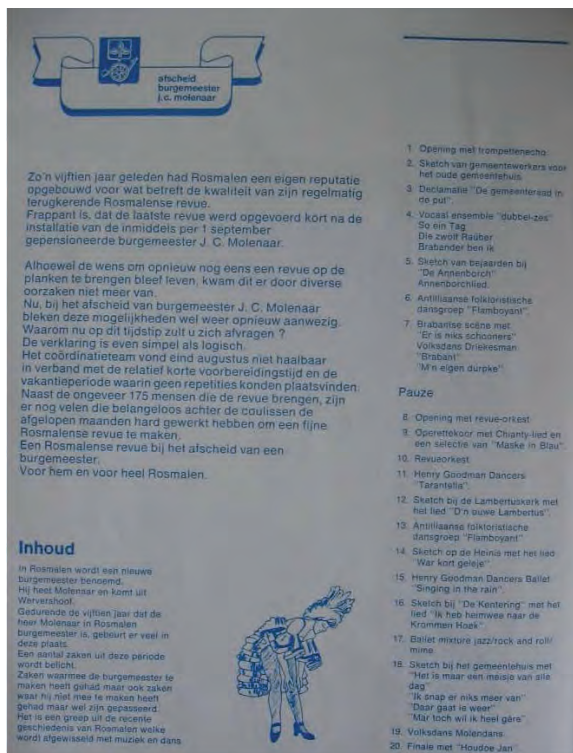 afscheid
burgemeester
j.c. molenaar
Zo'n vijftien jaar geleden had Rosmalen een eigen reputatie
opgebouwd voor wat betreft de kwaliteit van zijn regelmatig
terugkerende Rosmalense revue.
Frappant is, dat de laatste revue werd opgevoerd kort na de
installatie van de inmiddels per 1 september
gepensioneerde burgemeester J. C. Molenaar.
Alhoewel de wens om opnieuw nog eens een revue op de
planken te brengen bleef leven, kwam dit er door diverse
oorzaken niet meer van.
Nu, bij het afscheid van burgemeester J. C. Molenaar
bleken deze mogelijkheden wel weer opnieuw aanwezig.
Waarom nu op dit tijdstip zult u zich afvragen ?
De verklaring is even simpel als logisch.
Het coördinatieteam vond eind augustus niet haalbaar
in verband met de relatief korte voorbereidingstijd en de
vakantieperiode waarin geen repetities konden plaatsvinden.
Naast de ongeveer 175 mensen die de revue brengen, zijn
er nog velen die belangeloos achter de coulissen de
afgelopen maanden hard gewerkt hebben om een fijne
Rosmalense revue te maken.
Een Rosmalense revue bij het afscheid van een
burgemeester.
Voor hem en voor heel Rosmalen.
Inhoud
In Rosmalen wordt een nieuwe
burgemeester benoemd.
Hij heet Molenaar en komt uit
Wervershoof.
Gedurende de vijftien jaar dat de
heer Molenaar in Rosmalen
burgemeester is, gebeurt er veel in
deze plaats.
Een aantal zaken uit deze periode
wordt belicht.
Zaken waarmee de burgemeester te
maken heeft gehad maar ook zaken
waar hij niet mee te maken heeft
gehad maar wel zijn gepasseerd.
Het is een greep uit de recente
geschiedenis van Rosmalen welke
wordt afgewisseld met muziek en dans
1. Opening met trompettenecho.
2. Sketch van gemeentewerkers voor
het oude gemeentehuis.
3. Declamatie "De gemeenteraad in
de put".
4. Vocaal ensemble "dubbel-zes"
So ein Tag
Die zwolf Raüber
Brabander ben ik
5. Sketch van bejaarden bij
"De Annenborch"
Annenborchlied.
6. Antilliaanse folkloristische
dansgroep "Flamboyant".
7. Brabantse scène met
"Er is niks schooners"
Volksdans Driekesman
"Brabant"
"M'n eigen durpke"
Pauze
8. Opening met revue-orkest
9. Operettekoor met Chianty-lied en
een selectie van "Maske in Blau".
10. Revueorkest
11. Henry Goodman Dancers
"Tarantella".
12. Sketch bij de Lambertuskerk met
het lied "D'n ouwe Lambertus".
13. Antilliaanse folkloristische
dansgroep "Flamboyant"
14. Sketch op de Heinis met het lied
"War kort geleje".
15. Henry Goodman Dancers Ballet
"Singing in the rain".
16. Sketch bij "De Kentering" met het
lied "Ik heb heimwee naar de
Krommen Hoek".
17. Ballet mixture jazz/rock and roll/
mime.
18. Sketch bij het gemeentehuis met
"Het is maar een meisje van alle
dag"
"Ik snap er niks meer van"
"Daar gaat ie weer"
"Mar toch wil ik heel gère"
19. Volksdans Molendans
20. Finale met "Houdoe Jan"